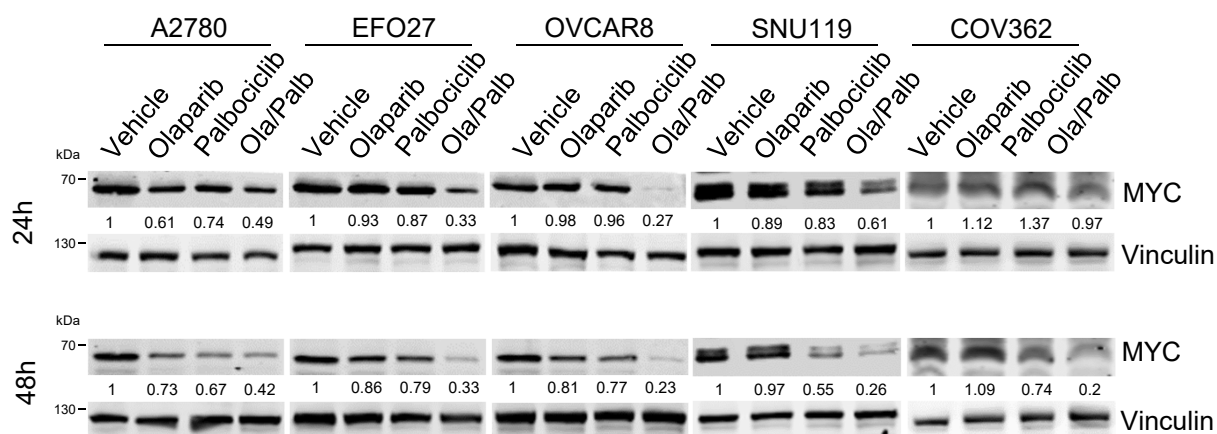 A2780 EFO27 OVCAR8 SNU119 COV362
Vehicle Olaparib Palbociclib Ola/Palb Vehicle Olaparib Palbociclib Ola/Palb Vehicle Olaparib Palbociclib Ola/Palb Vehicle Olaparib Palbociclib Ola/Palb Vehicle Olaparib Palbociclib Ola/Palb
24h
kDa
70 MYC
1 0.61 0.74 0.49 1 0.93 0.87 0.33 1 0.98 0.96 0.27 1 0.89 0.83 0.61 1 1.12 1.37 0.97
130 Vinculin
48h
kDa
70 MYC
1 0.73 0.67 0.42 1 0.86 0.79 0.33 1 0.81 0.77 0.23 1 0.97 0.55 0.26 1 1.09 0.74 0.2
130 Vinculin